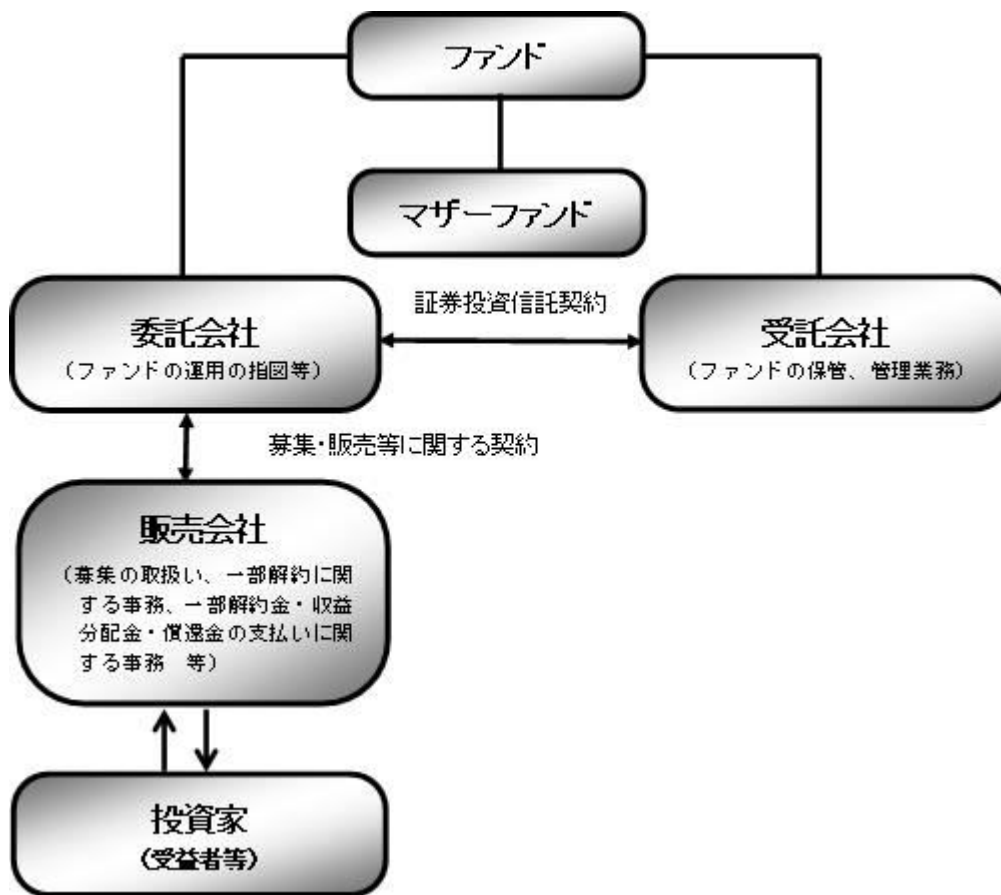 ファンド
マザーファンド
証券投資信託契約
委託会社
（ファンドの運用の指図等）
受託会社
（ファンドの保管、管理業務）
募集・販売等に関する契約
販売会社
（募集の取扱い、一部解約に関
する事務、一部解約金・収益
分配金・償還金の支払いに関
する事務　等）
投資家
（受益者等）